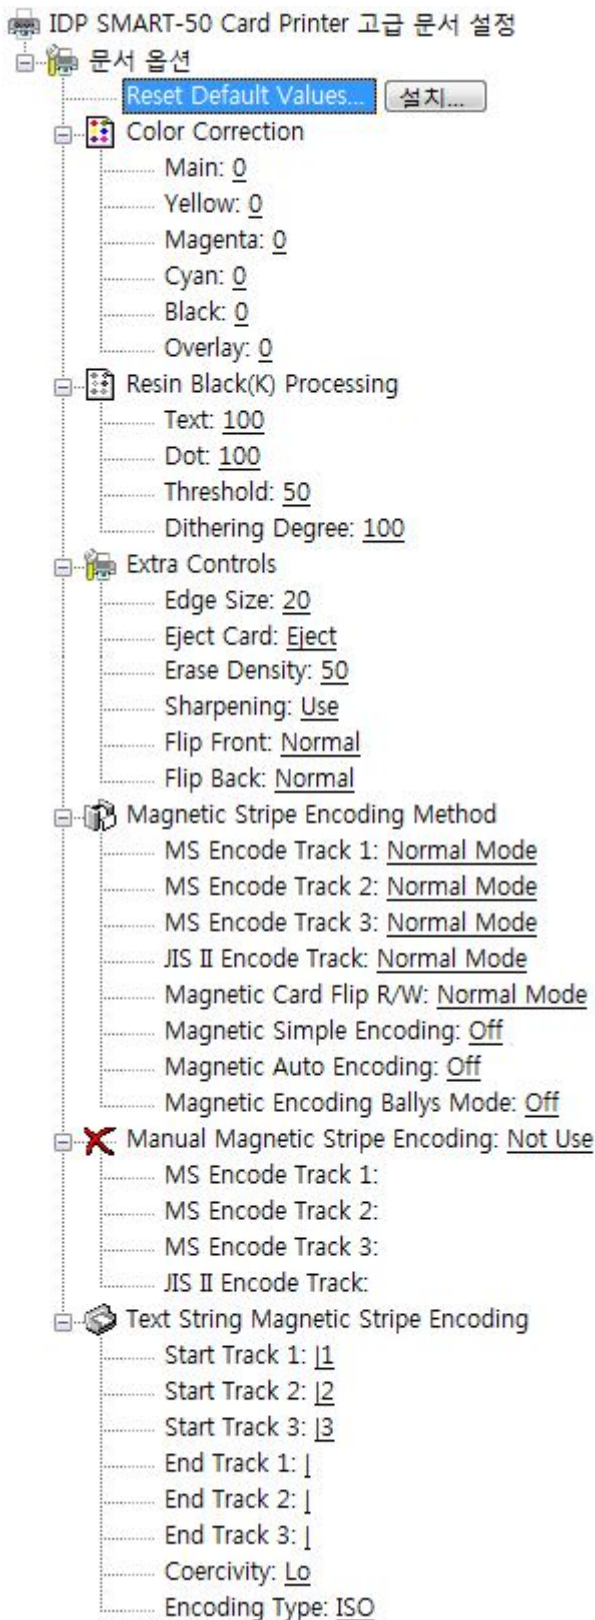 IDP SMART-50 Card Printer 고급 문서 설정
문서 옵션
Reset Default Values... 설치...
Color Correction
Main: 0
Yellow: 0
Magenta: 0
Cyan: 0
Black: 0
Overlay: 0
Resin Black(K) Processing
Text: 100
Dot: 100
Threshold: 50
Dithering Degree: 100
Extra Controls
Edge Size: 20
Eject Card: Eject
Erase Density: 50
Sharpening: Use
Flip Front: Normal
Flip Back: Normal
Magnetic Stripe Encoding Method
MS Encode Track 1: Normal Mode
MS Encode Track 2: Normal Mode
MS Encode Track 3: Normal Mode
JIS II Encode Track: Normal Mode
Magnetic Card Flip R/W: Normal Mode
Magnetic Simple Encoding: Off
Magnetic Auto Encoding: Off
Magnetic Encoding Ballys Mode: Off
Manual Magnetic Stripe Encoding: Not Use
MS Encode Track 1:
MS Encode Track 2:
MS Encode Track 3:
JIS II Encode Track:
Text String Magnetic Stripe Encoding
Start Track 1: |1
Start Track 2: |2
Start Track 3: |3
End Track 1: |
End Track 2: |
End Track 3: |
Coercivity: Lo
Encoding Type: ISO